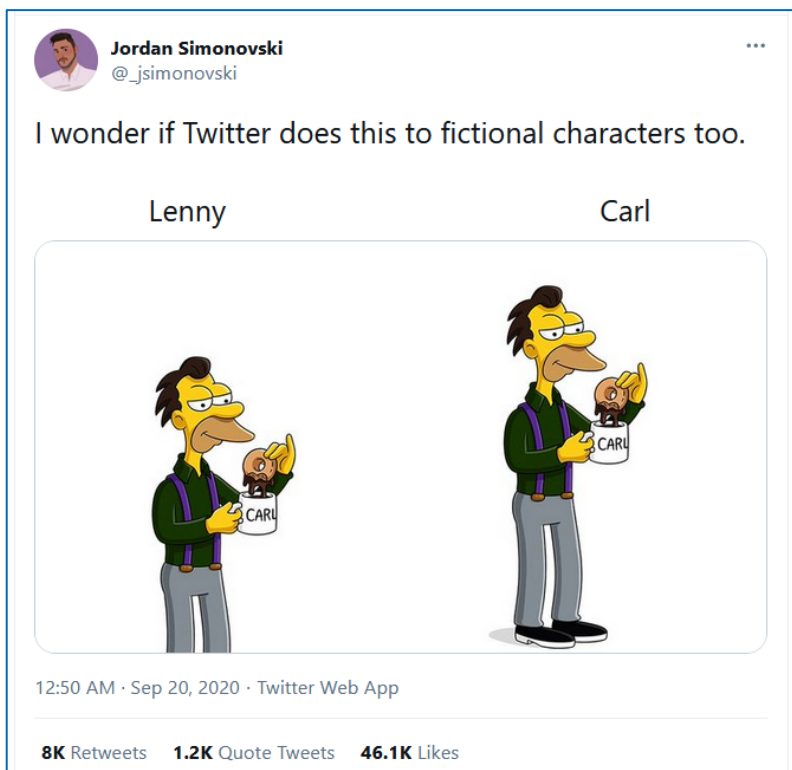 Jordan Simonovski
@_jsimonovski
I wonder if Twitter does this to fictional characters too.
Lenny Carl
CARL
CARL
12:50 AM · Sep 20, 2020 · Twitter Web App
8K Retweets 1.2K Quote Tweets 46.1K Likes